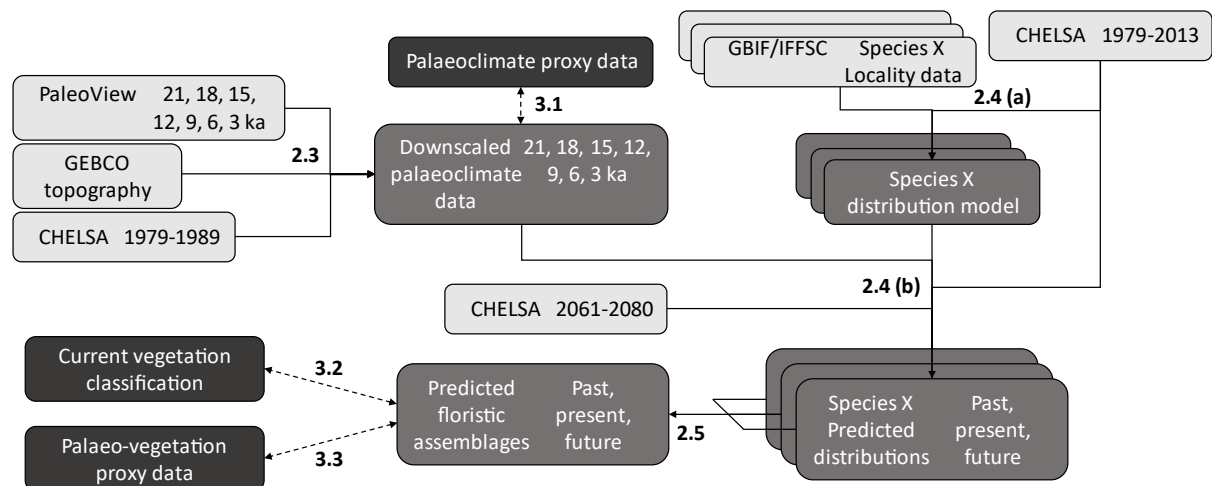 GBIF/IFFSC Species X
Locality data
CHELSA 1979-2013
Palaeoclimate proxy data
PaleoView 21, 18, 15,
12, 9, 6, 3 ka
3.1
2.4 (a)
2.3
GEBCO
topography
Downscaled 21, 18, 15, 12,
palaeoclimate 9, 6, 3 ka
data
Species X
distribution model
CHELSA 1979-1989
2.4 (b)
CHELSA 2061-2080
Current vegetation
classification
3.2
Predicted Past,
floristic present,
assemblages future
2.5
Species X Past,
Predicted present,
distributions future
Palaeo-vegetation
proxy data
3.3